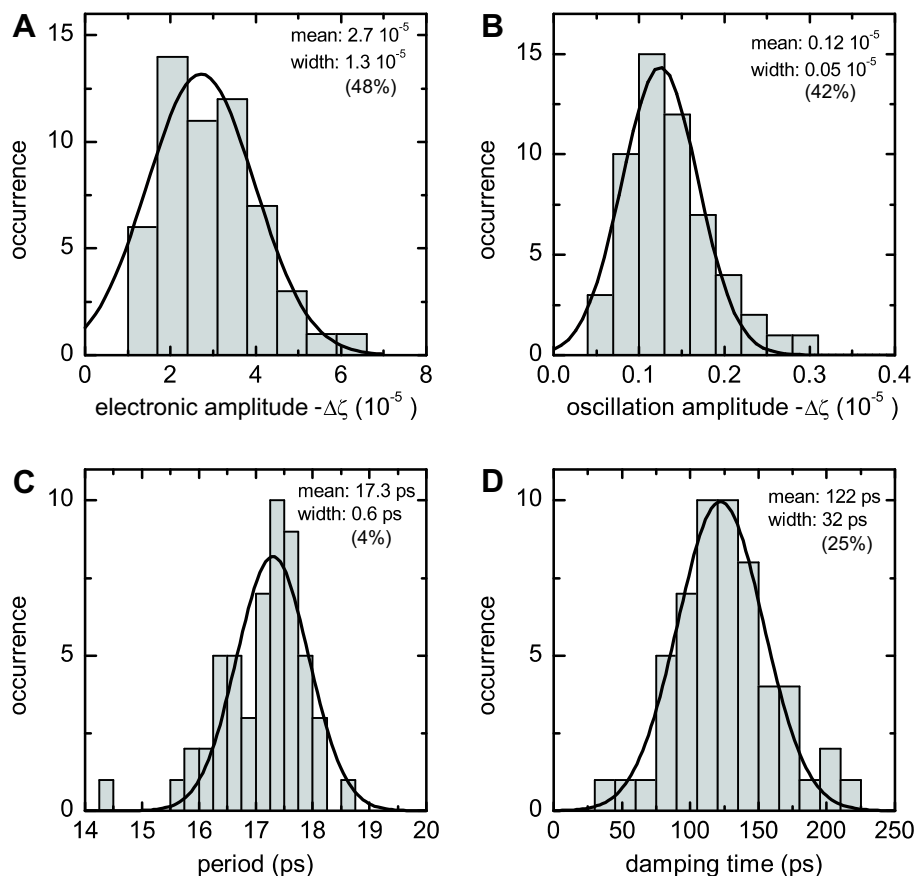 A
mean: 2.7 10⁻⁵
width: 1.3 10⁻⁵
(48%)
15
10
5
0
occurrence
0 2 4 6 8
electronic amplitude -Δζ (10⁻⁵ )
B
mean: 0.12 10⁻⁵
width: 0.05 10⁻⁵
(42%)
15
10
5
0
occurrence
0.0 0.1 0.2 0.3 0.4
oscillation amplitude -Δζ (10⁻⁵ )
C
mean: 17.3 ps
width: 0.6 ps
(4%)
10
5
0
occurrence
14 15 16 17 18 19 20
period (ps)
D
mean: 122 ps
width: 32 ps
(25%)
10
5
0
occurrence
0 50 100 150 200 250
damping time (ps)